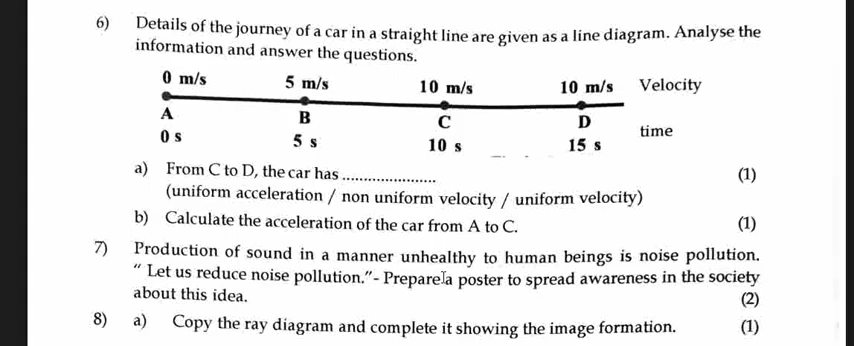 6) Details of the journey of a car in a straight line are given as a line diagram. Analyse the
information and answer the questions.
0 m/s 5 m/s 10 m/s 10 m/s Velocity
A B C D
0 s 5 s 10 s 15 s time
a) From C to D, the car has ...................... (1)
(uniform acceleration / non uniform velocity / uniform velocity)
b) Calculate the acceleration of the car from A to C. (1)
7) Production of sound in a manner unhealthy to human beings is noise pollution.
“ Let us reduce noise pollution.”- Prepare a poster to spread awareness in the society
about this idea. (2)
8) a) Copy the ray diagram and complete it showing the image formation. (1)